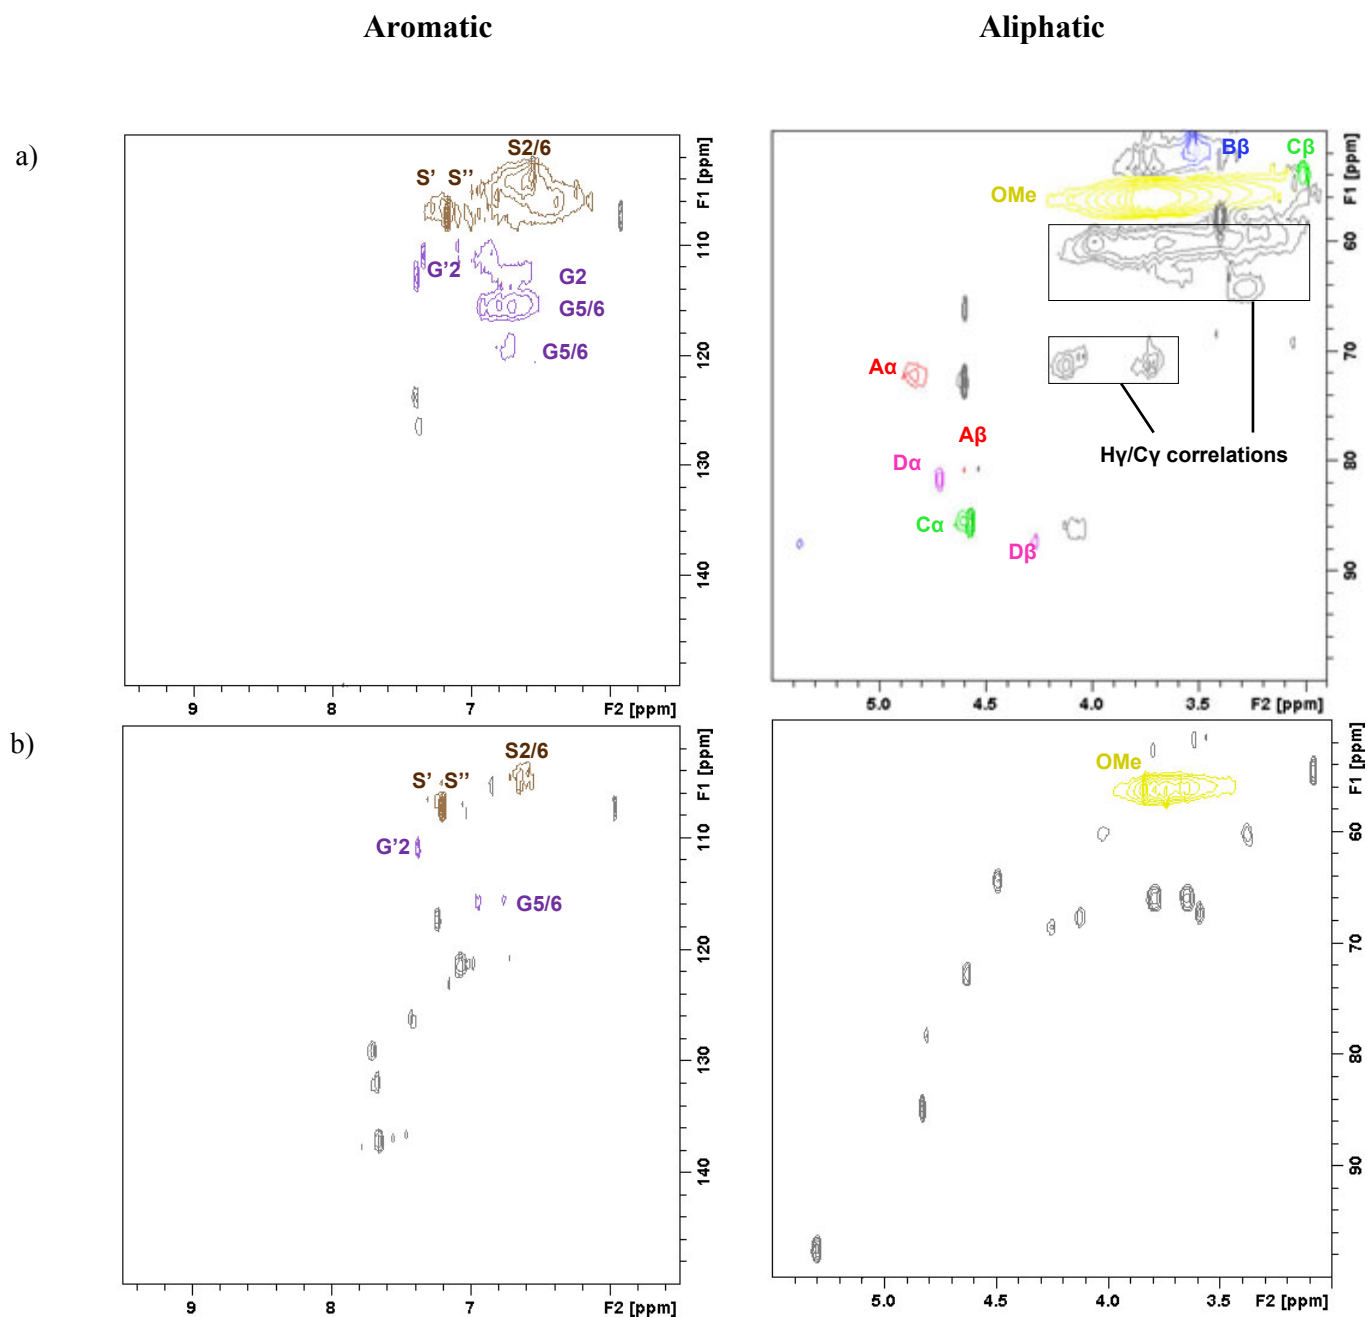 Aromatic
Aliphatic
a)
S2/6
S’ S’’
G’2
G2
G5/6
G5/6
F1 [ppm]
110
120
130
140
9 8 7 F2 [ppm]
Bβ
Cβ
OMe
Aα
Aβ
Dα
Cα
Dβ
Hγ/Cγ correlations
F1 [ppm]
60
70
80
90
5.0 4.5 4.0 3.5 F2 [ppm]
b)
S2/6
S’ S’’
G’2
G5/6
F1 [ppm]
110
120
130
140
9 8 7 F2 [ppm]
OMe
F1 [ppm]
60
70
80
90
5.0 4.5 4.0 3.5 F2 [ppm]